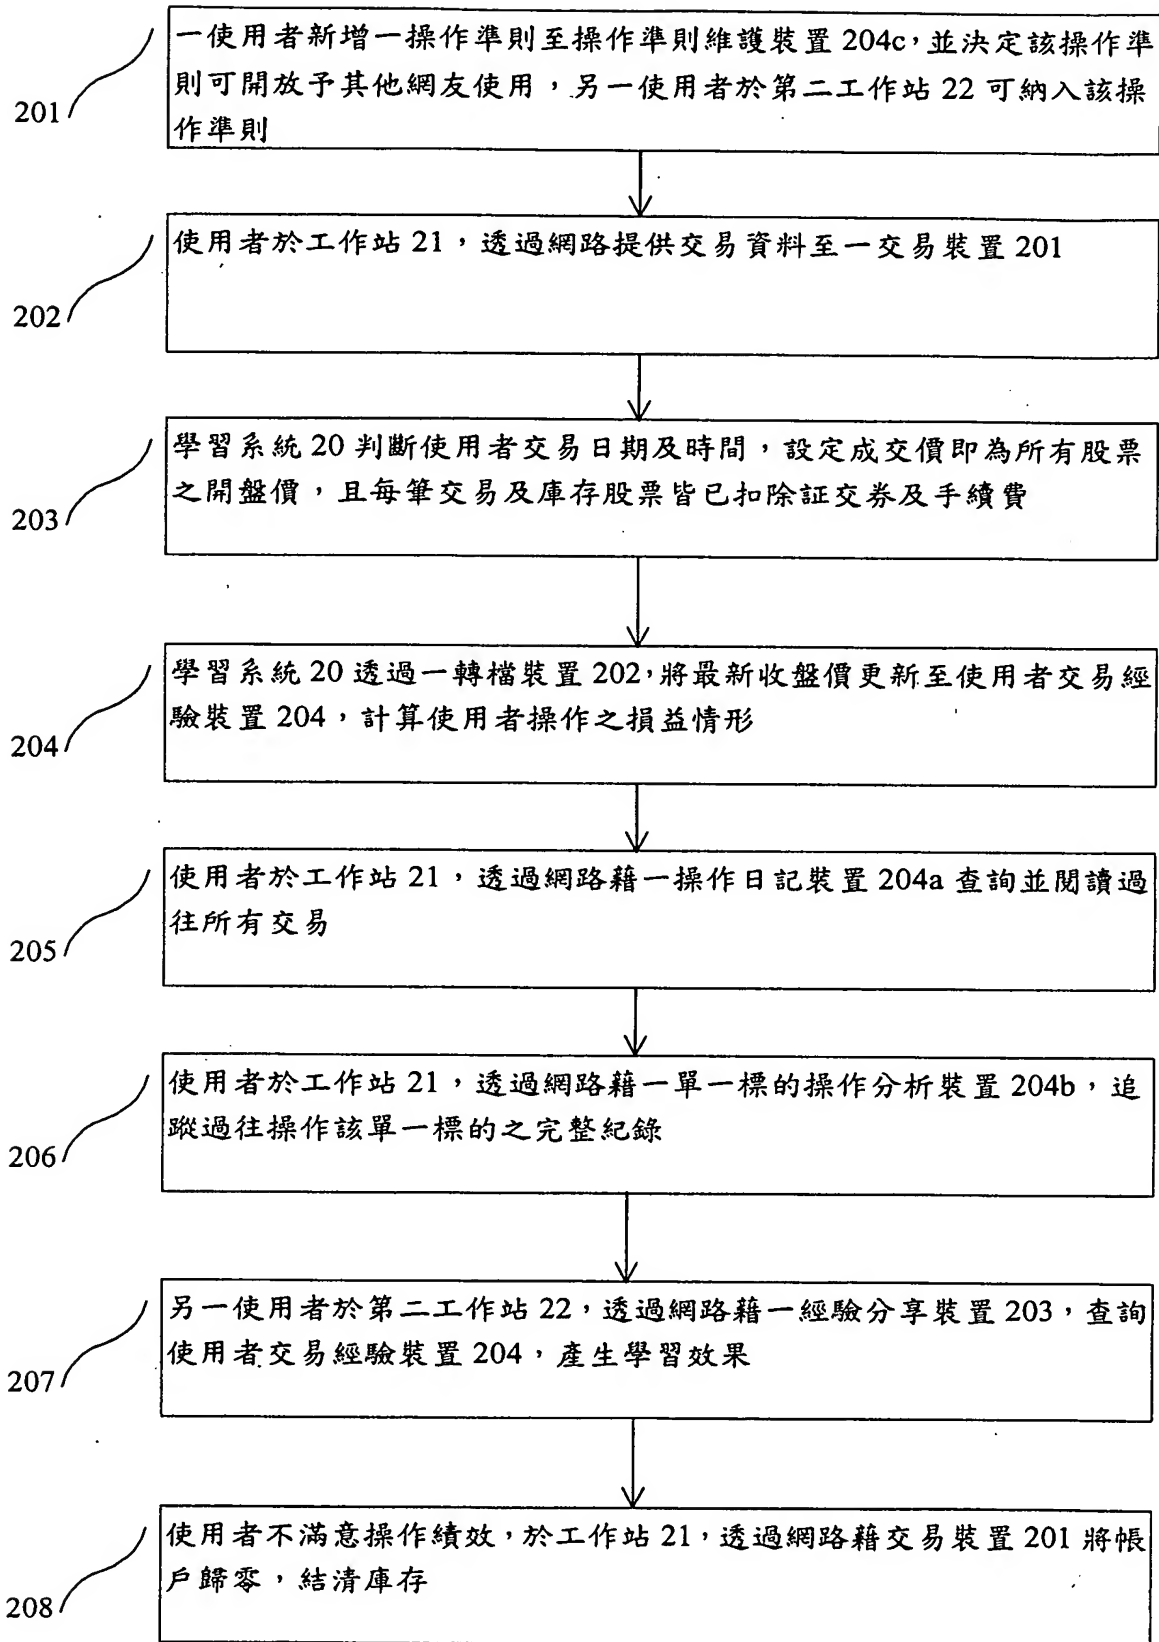 一使用者新增一操作準則至操作準則維護裝置 204c,並決定該操作準
則可開放予其他網友使用,另一使用者於第二工作站 22 可納入該操
作準則
201
使用者於工作站 21,透過網路提供交易資料至一交易裝置 201
202
學習系統 20 判斷使用者交易日期及時間,設定成交價即為所有股票
之開盤價,且每筆交易及庫存股票皆已扣除証交券及手續費
203
學習系統 20 透過一轉檔裝置 202,將最新收盤價更新至使用者交易經
驗裝置 204,計算使用者操作之損益情形
204
使用者於工作站 21,透過網路藉一操作日記裝置 204a 查詢並閱讀過
往所有交易
205
使用者於工作站 21,透過網路藉一單一標的操作分析裝置 204b,追
蹤過往操作該單一標的之完整紀錄
206
另一使用者於第二工作站 22,透過網路藉一經驗分享裝置 203,查詢
使用者交易經驗裝置 204,產生學習效果
207
使用者不滿意操作績效,於工作站 21,透過網路藉交易裝置 201 將帳
戶歸零,結清庫存
208